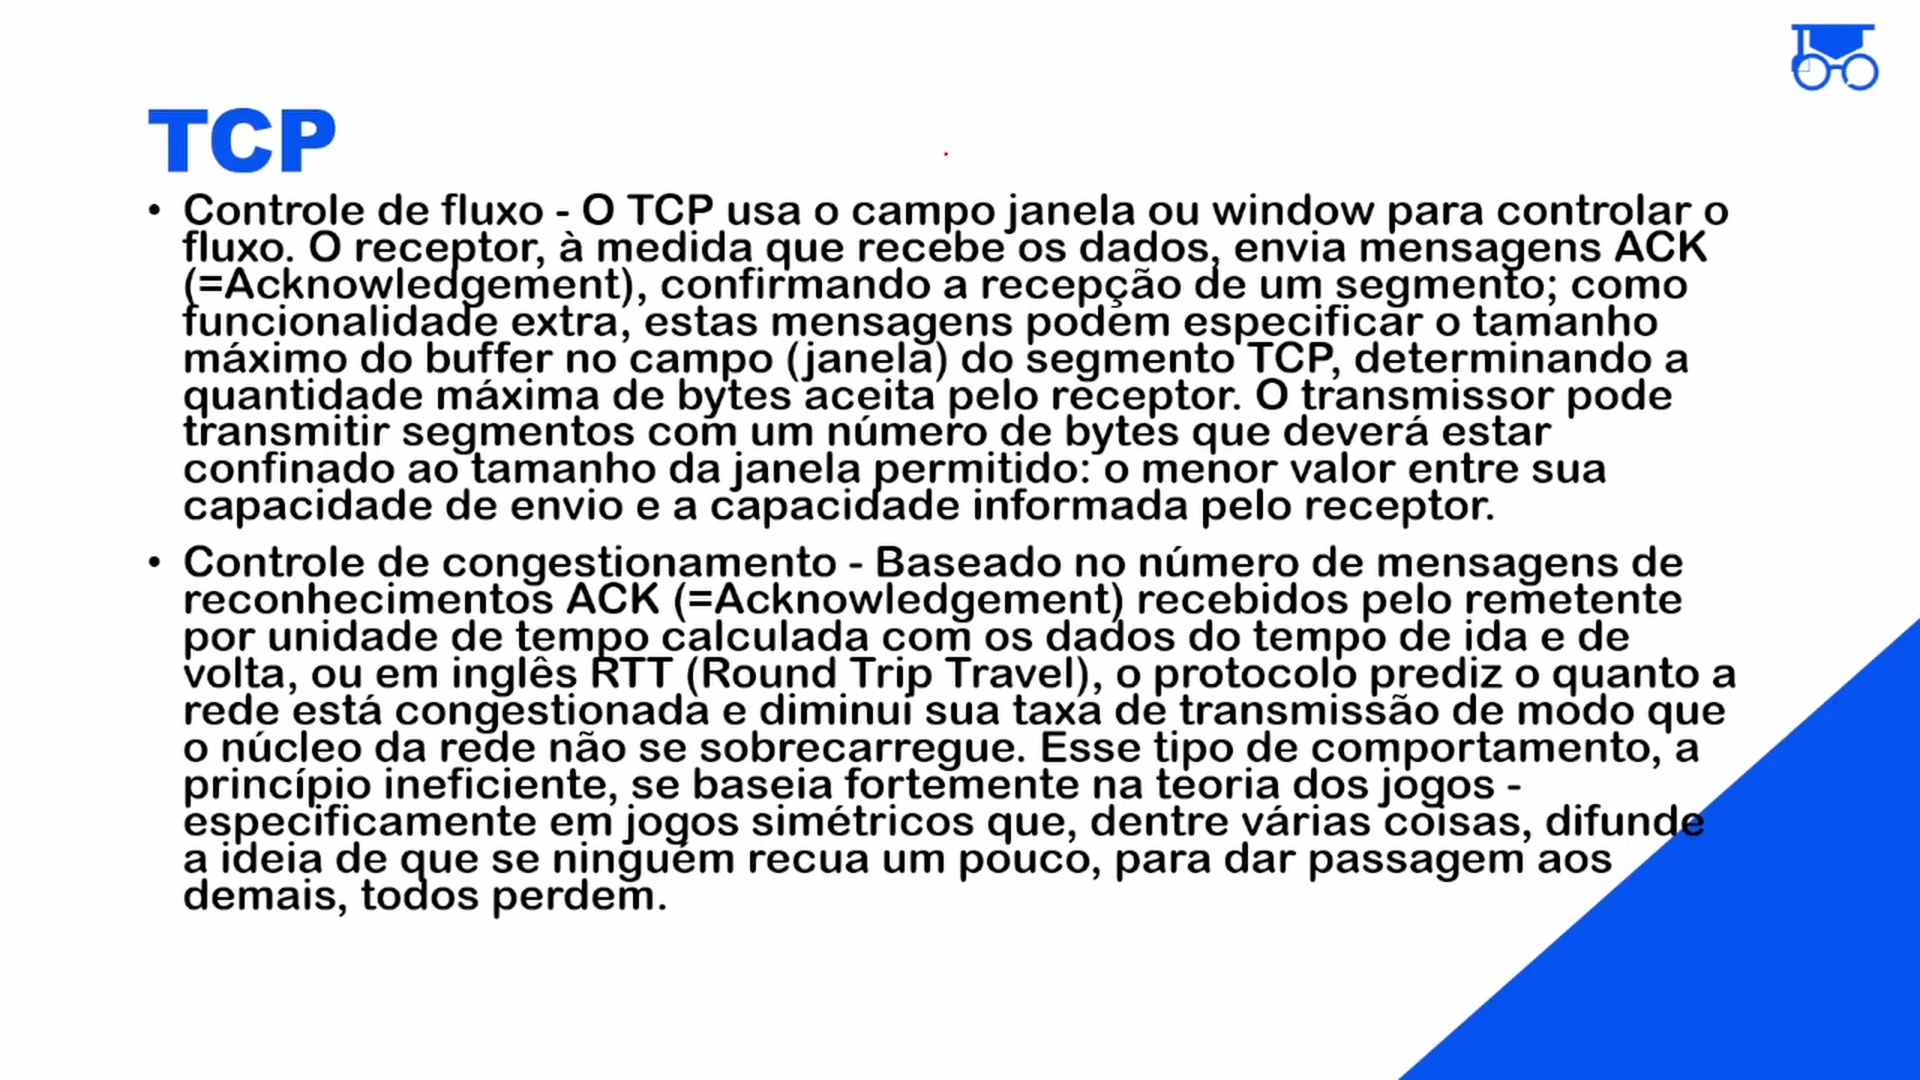 TCP
• Controle de fluxo - O TCP usa o campo janela ou window para controlar o
fluxo. O receptor, à medida que recebe os dados, envia mensagens ACK
(=Acknowledgement), confirmando a recepção de um segmento; como
funcionalidade extra, estas mensagens podem especificar o tamanho
máximo do buffer no campo (janela) do segmento TCP, determinando a
quantidade máxima de bytes aceita pelo receptor. O transmissor pode
transmitir segmentos com um número de bytes que deverá estar
confinado ao tamanho da janela permitido: o menor valor entre sua
capacidade de envio e a capacidade informada pelo receptor.
• Controle de congestionamento - Baseado no número de mensagens de
reconhecimentos ACK (=Acknowledgement) recebidos pelo remetente
por unidade de tempo calculada com os dados do tempo de ida e de
volta, ou em inglês RTT (Round Trip Travel), o protocolo prediz o quanto a
rede está congestionada e diminui sua taxa de transmissão de modo que
o núcleo da rede não se sobrecarregue. Esse tipo de comportamento, a
princípio ineficiente, se baseia fortemente na teoria dos jogos -
especificamente em jogos simétricos que, dentre várias coisas, difunde
a ideia de que se ninguém recua um pouco, para dar passagem aos
demais, todos perdem.